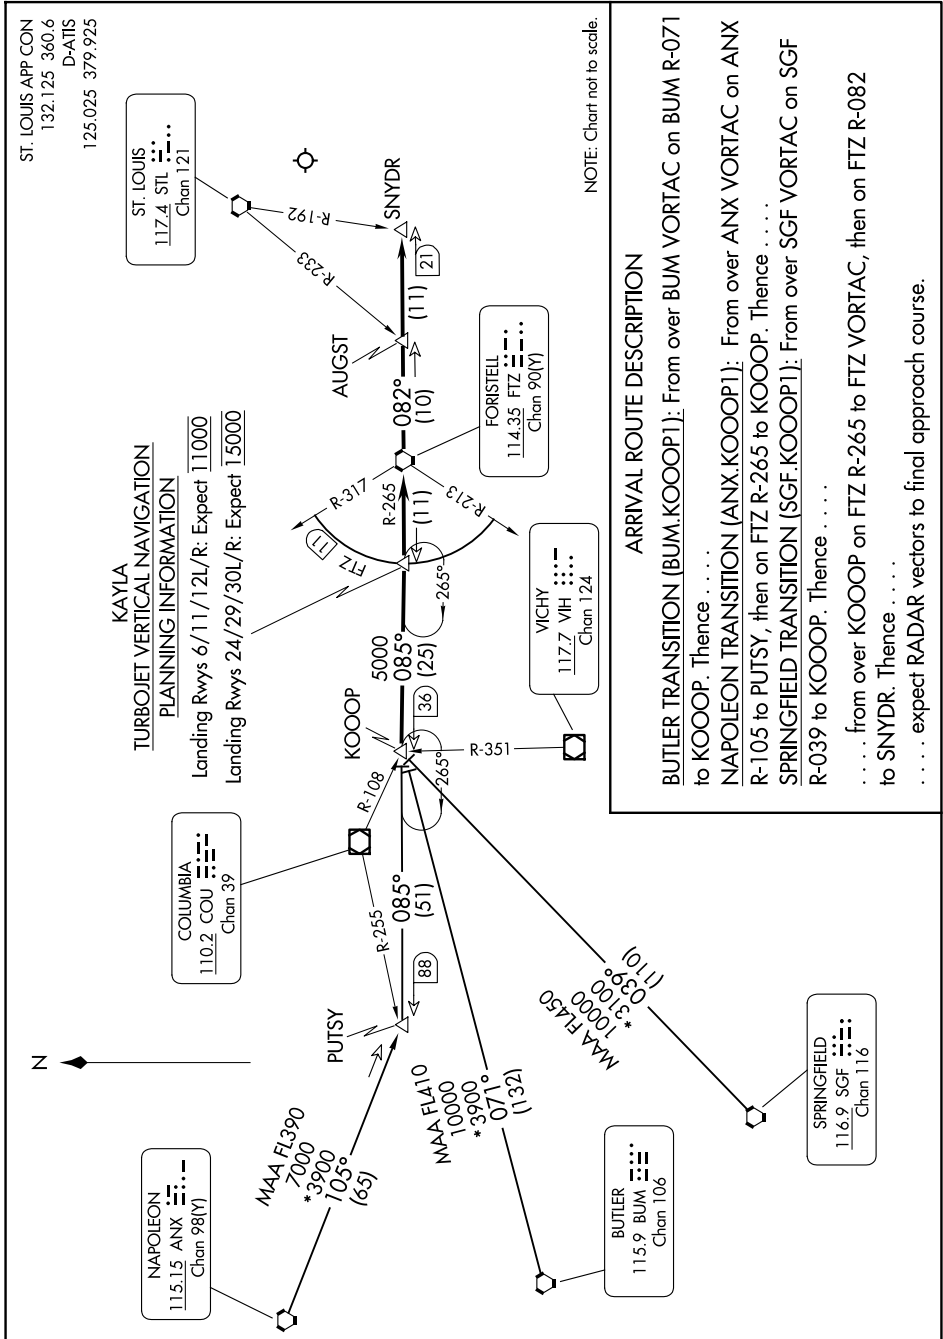 ST. LOUIS APP CON
132.125 360.6
D-ATIS
125.025 379.925
ST. LOUIS
117.4 STL
Chan 121
KAYLA
TURBOJET VERTICAL NAVIGATION
PLANNING INFORMATION
Landing Rwys 6/11/12L/R: Expect 11000
Landing Rwys 24/29/30L/R: Expect 15000
N
NAPOLEON
115.15 ANX
Chan 98(Y)
COLUMBIA
110.2 COU
Chan 39
MAA FL390
7000
*3900
105°
(65)
PUTSY
R-255
R-108
88
085°
(51)
KOOOP
265°
36
5000
085°
(25)
265°
FTZ
11
R-317
R-265
(11)
R-213
082°
(10)
AUGST
R-233
R-192
(11)
21
SNYDR
FORISTELL
114.35 FTZ
Chan 90(Y)
R-351
VICHY
117.7 VIH
Chan 124
MAA FL410
10000
*3900
071°
(132)
MAA FL450
10000
*3100
039°
(110)
BUTLER
115.9 BUM
Chan 106
SPRINGFIELD
116.9 SGF
Chan 116
NOTE: Chart not to scale.
ARRIVAL ROUTE DESCRIPTION
BUTLER TRANSITION (BUM.KOOOP1): From over BUM VORTAC on BUM R-071
to KOOOP. Thence . . . .
NAPOLEON TRANSITION (ANX.KOOOP1): From over ANX VORTAC on ANX
R-105 to PUTSY, then on FTZ R-265 to KOOOP. Thence . . . .
SPRINGFIELD TRANSITION (SGF.KOOOP1): From over SGF VORTAC on SGF
R-039 to KOOOP. Thence . . . .
. . . . from over KOOOP on FTZ R-265 to FTZ VORTAC, then on FTZ R-082
to SNYDR. Thence . . . .
. . . . expect RADAR vectors to final approach course.